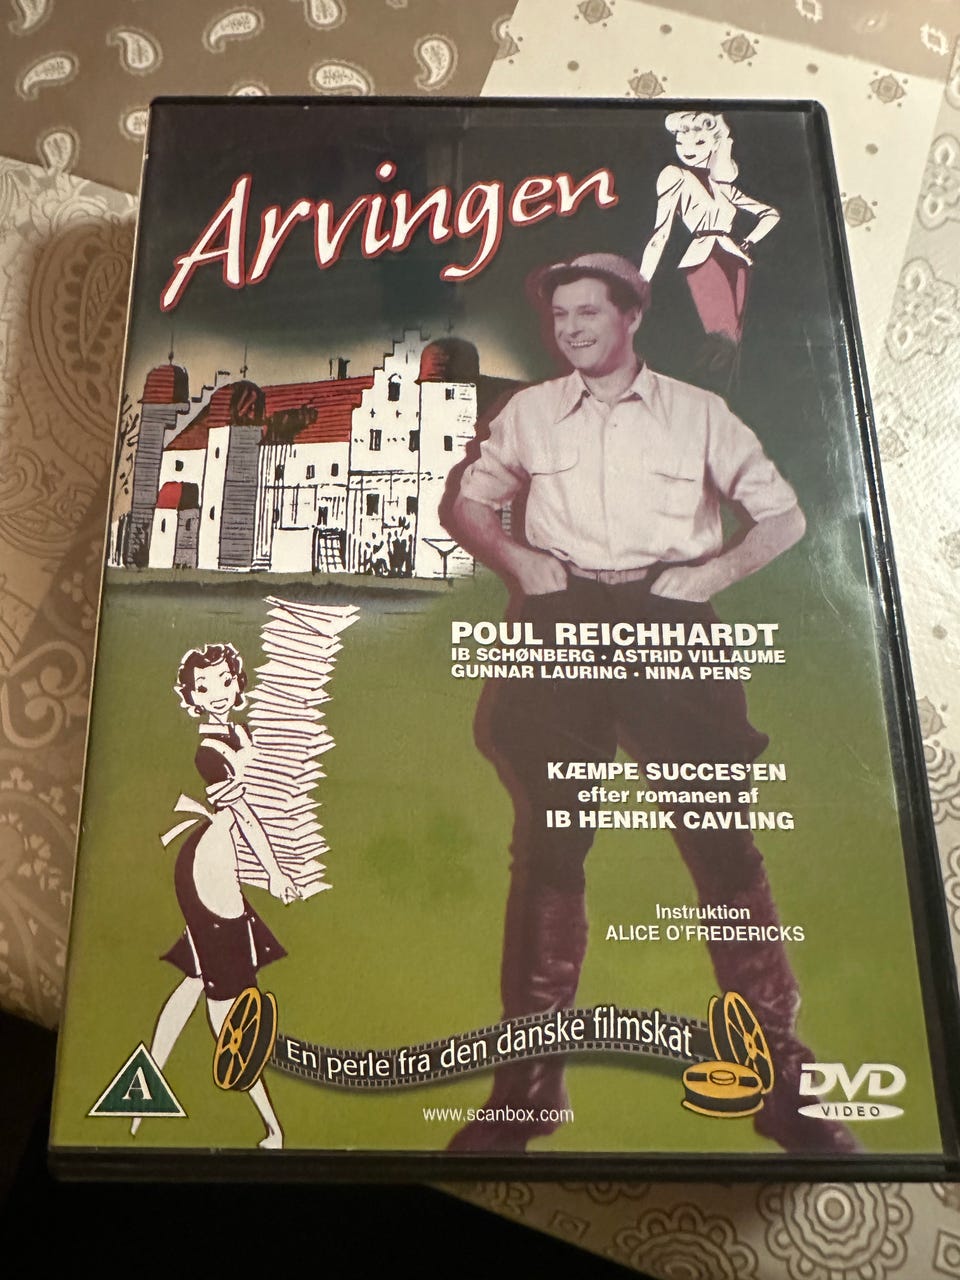 Arvingen
POUL REICHHARDT
IB SCHØNBERG · ASTRID VILLAUME
GUNNAR LAURING · NINA PENS
KÆMPE SUCCES'EN
efter romanen af
IB HENRIK CAVLING
Instruktion
ALICE O'FREDERICKS
En perle fra den danske filmskat
A
www.scanbox.com
DVD
VIDEO